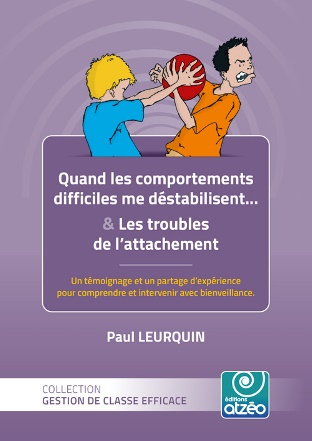 Quand les comportements
difficiles me déstabilisent...
& Les troubles
de l'attachement
Un témoignage et un partage d'expérience
pour comprendre et intervenir avec bienveillance.
Paul LEURQUIN
COLLECTION
GESTION DE CLASSE EFFICACE
éditions
atzéo